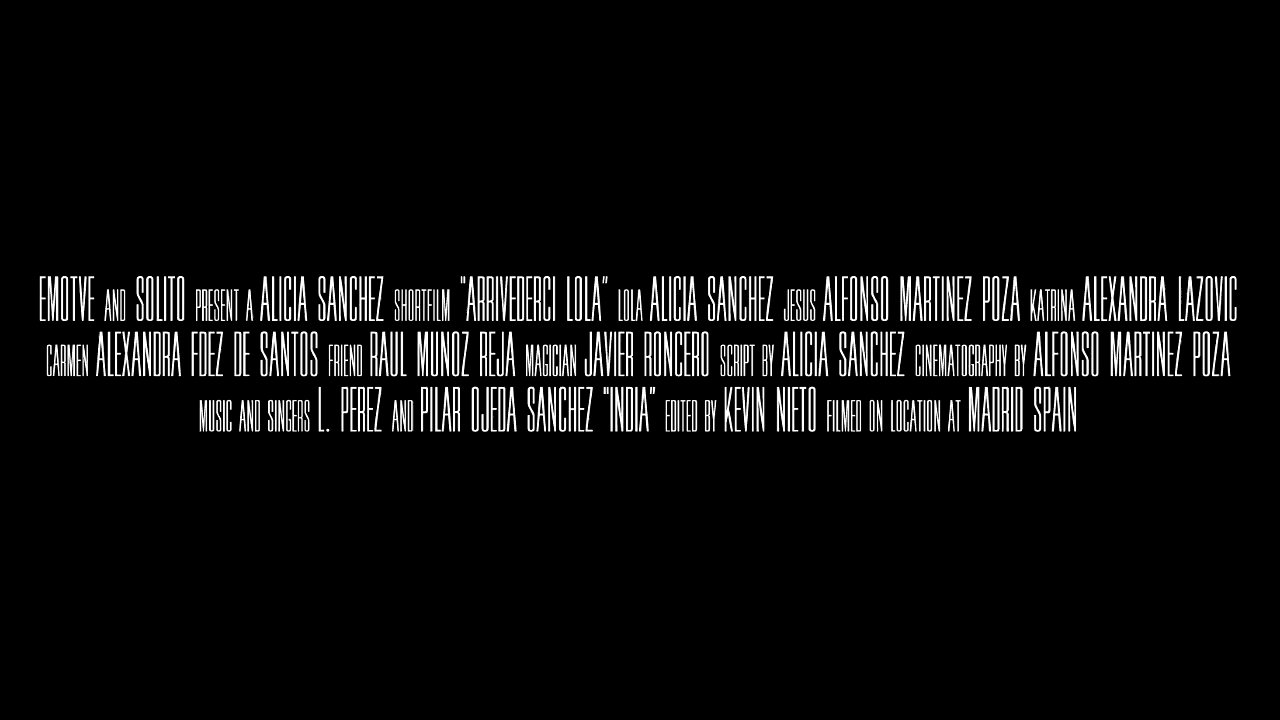 EMOTVE AND SOLITO PRESENT A ALICIA SANCHEZ SHORTFILM "ARRIVEDERCI LOLA" LOLA ALICIA SANCHEZ JESUS ALFONSO MARTINEZ POZA KATRINA ALEXANDRA LAZOVIC
CARMEN ALEXANDRA FDEZ DE SANTOS FRIEND RAUL MUNOZ REJA MAGICIAN JAVIER RONCERO SCRIPT BY ALICIA SANCHEZ CINEMATOGRAPHY BY ALFONSO MARTINEZ POZA
MUSIC AND SINGERS L. PEREZ AND PILAR OJEDA SANCHEZ "INDIA" EDITED BY KEVIN NIETO FILMED ON LOCATION AT MADRID SPAIN